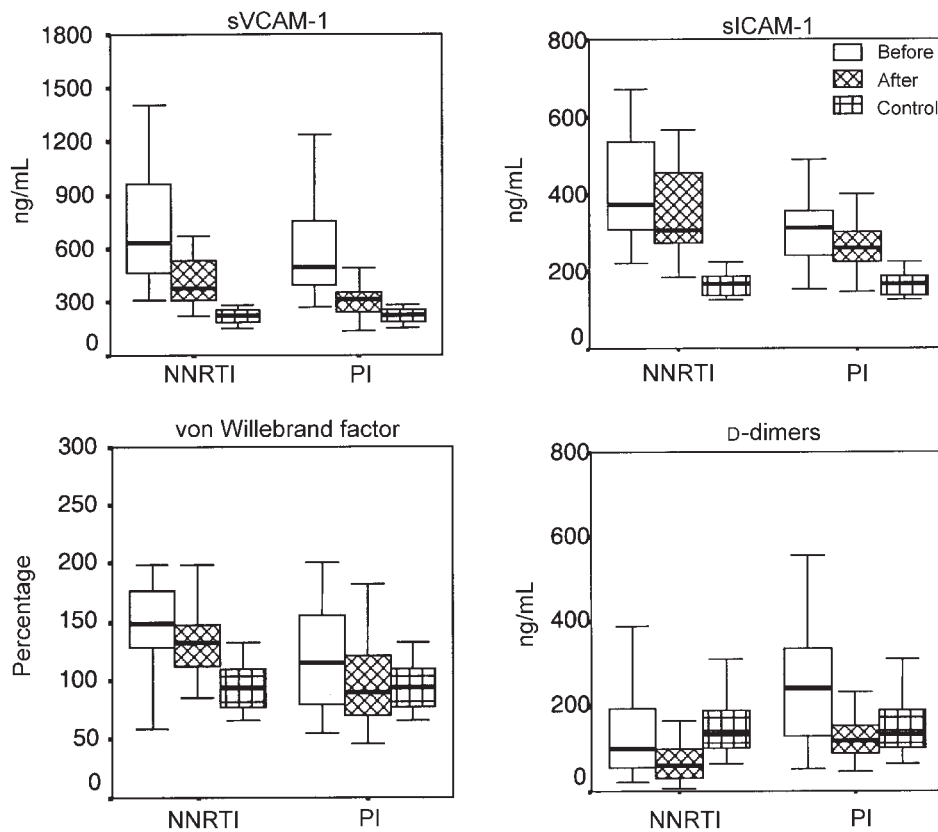 sVCAM-1
1800
1500
1200
900
600
300
0
ng/mL
NNRTI PI
sICAM-1
800
600
400
200
0
ng/mL
Before
After
Control
NNRTI PI
von Willebrand factor
300
250
200
150
100
50
0
Percentage
NNRTI PI
D-dimers
800
600
400
200
0
ng/mL
NNRTI PI